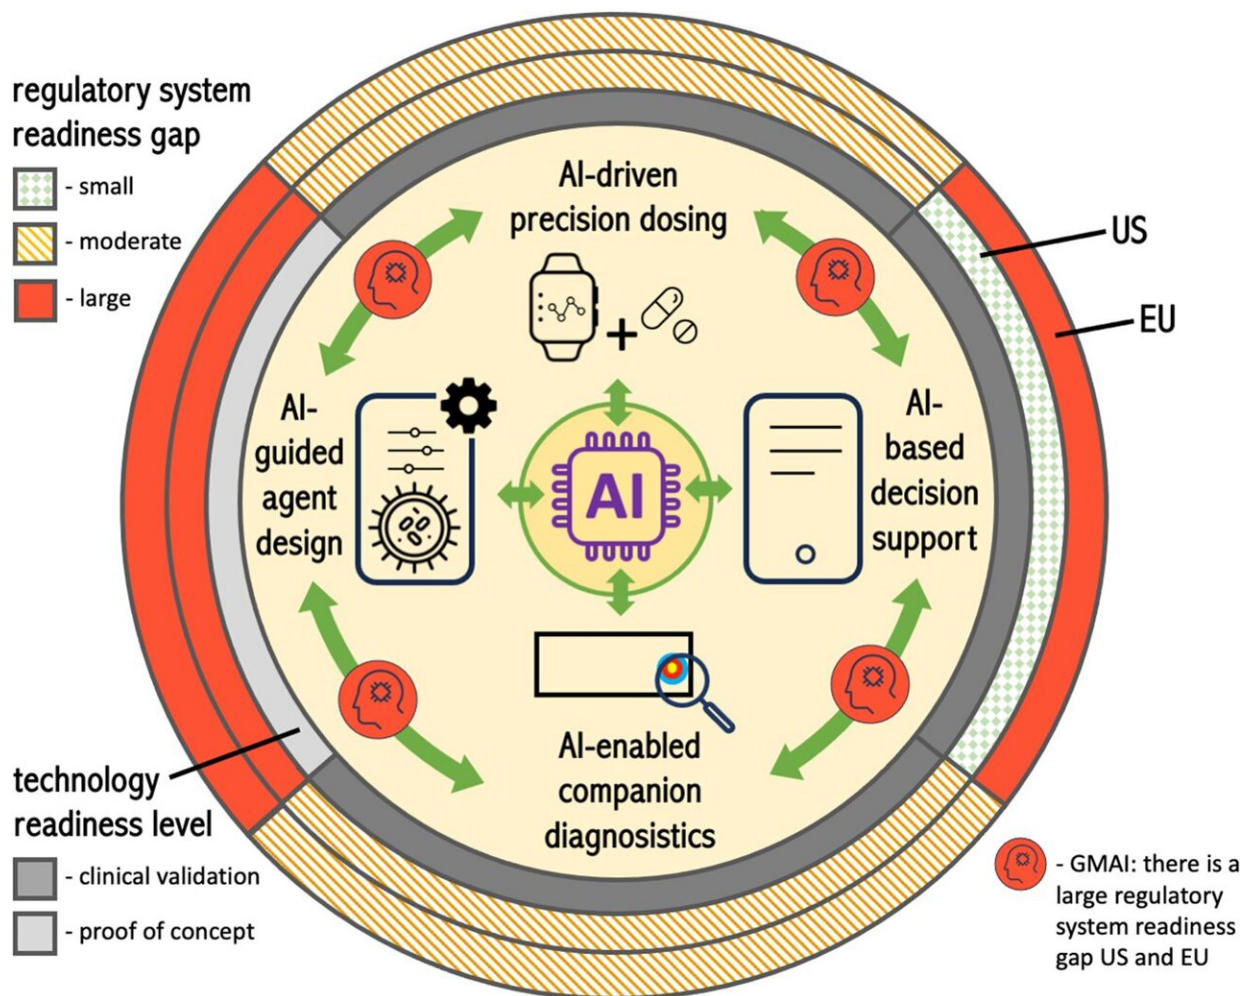 regulatory system
readiness gap
- small
- moderate
- large
US
EU
AI-driven
precision dosing
AI-
guided
agent
design
AI
AI-
based
decision
support
AI-enabled
companion
diagnosistics
technology
readiness level
- clinical validation
- proof of concept
- GMAI: there is a
large regulatory
system readiness
gap US and EU